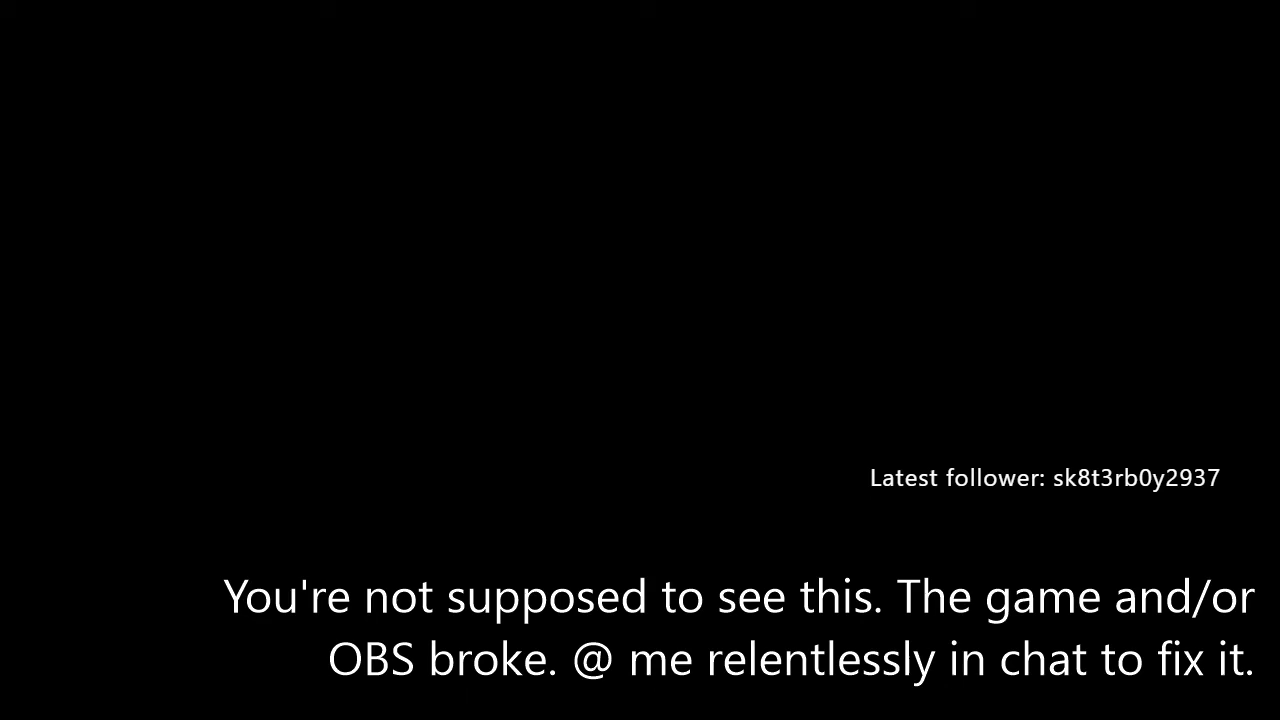 Latest follower: sk8t3rb0y2937
You're not supposed to see this. The game and/or
OBS broke. @ me relentlessly in chat to fix it.